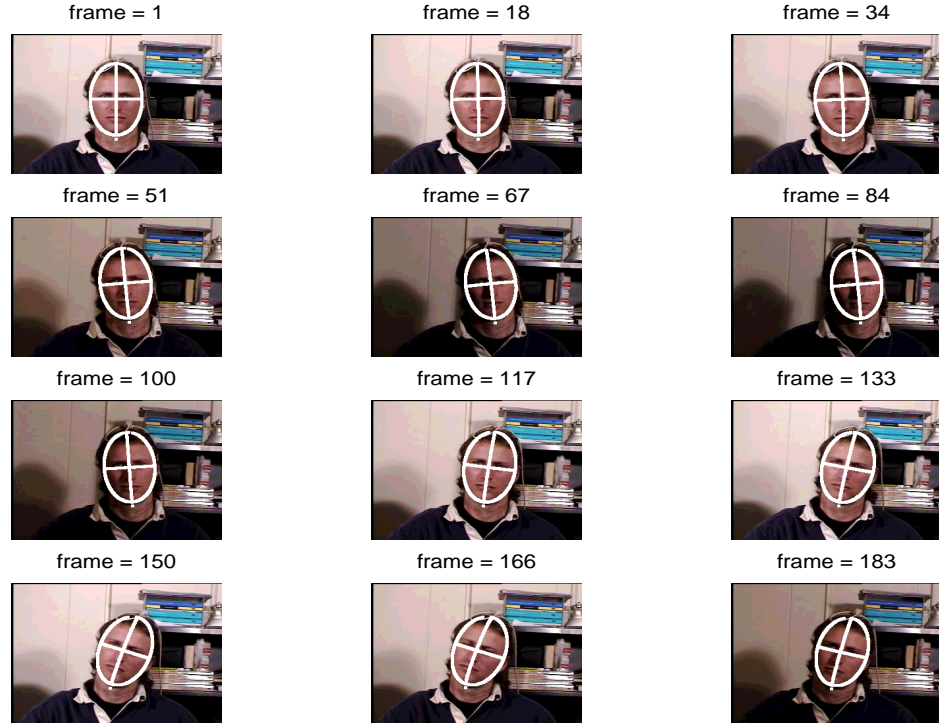 frame = 1
frame = 18
frame = 34
frame = 51
frame = 67
frame = 84
frame = 100
frame = 117
frame = 133
frame = 150
frame = 166
frame = 183